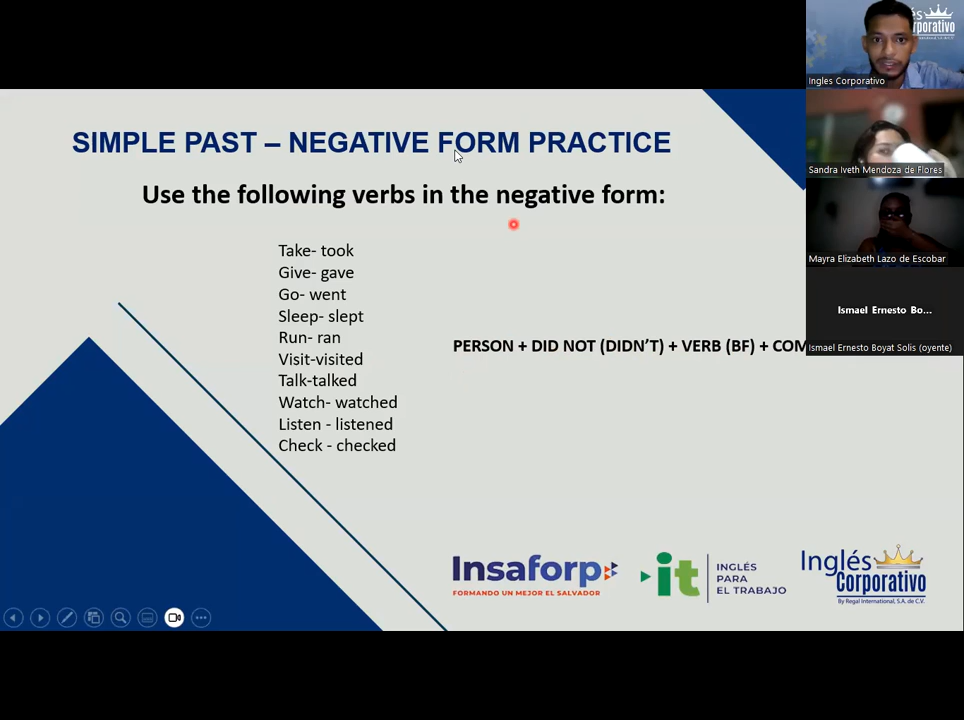 SIMPLE PAST – NEGATIVE FORM PRACTICE
Use the following verbs in the negative form:
Take- took
Give- gave
Go- went
Sleep- slept
Run- ran
Visit-visited
Talk-talked
Watch- watched
Listen - listened
Check - checked
PERSON + DID NOT (DIDN'T) + VERB (BF) + COM
Insaforp
FORMANDO UN MEJOR EL SALVADOR
it
INGLÉS
PARA
EL TRABAJO
Inglés
Corporativo
By Regal International, S.A. de C.V.
Ingles Corporativo
Sandra Iveth Mendoza de Flores
Mayra Elizabeth Lazo de Escobar
Ismael Ernesto Bo...
Ismael Ernesto Boyat Solis (oyente)